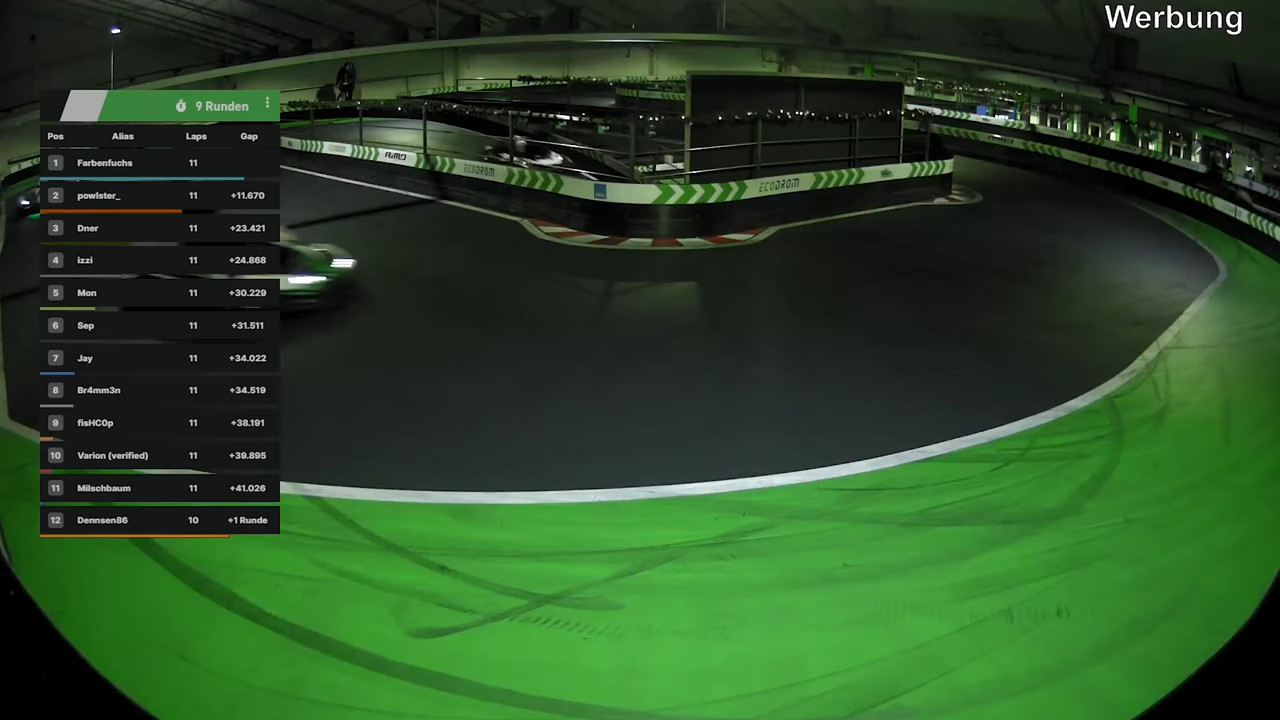 Werbung
9 Runden
Pos Alias Laps Gap
1 Farbenfuchs 11
2 powlster_ 11 +11.670
3 Dner 11 +23.421
4 izzi 11 +24.868
5 Mon 11 +30.229
6 Sep 11 +31.511
7 Jay 11 +34.022
8 Br4mm3n 11 +34.519
9 fisHC0p 11 +38.191
10 Varion (verified) 11 +39.895
11 Milschbaum 11 +41.026
12 Dennsen86 10 +1 Runde
RiMO
ECODROM
ECODROM